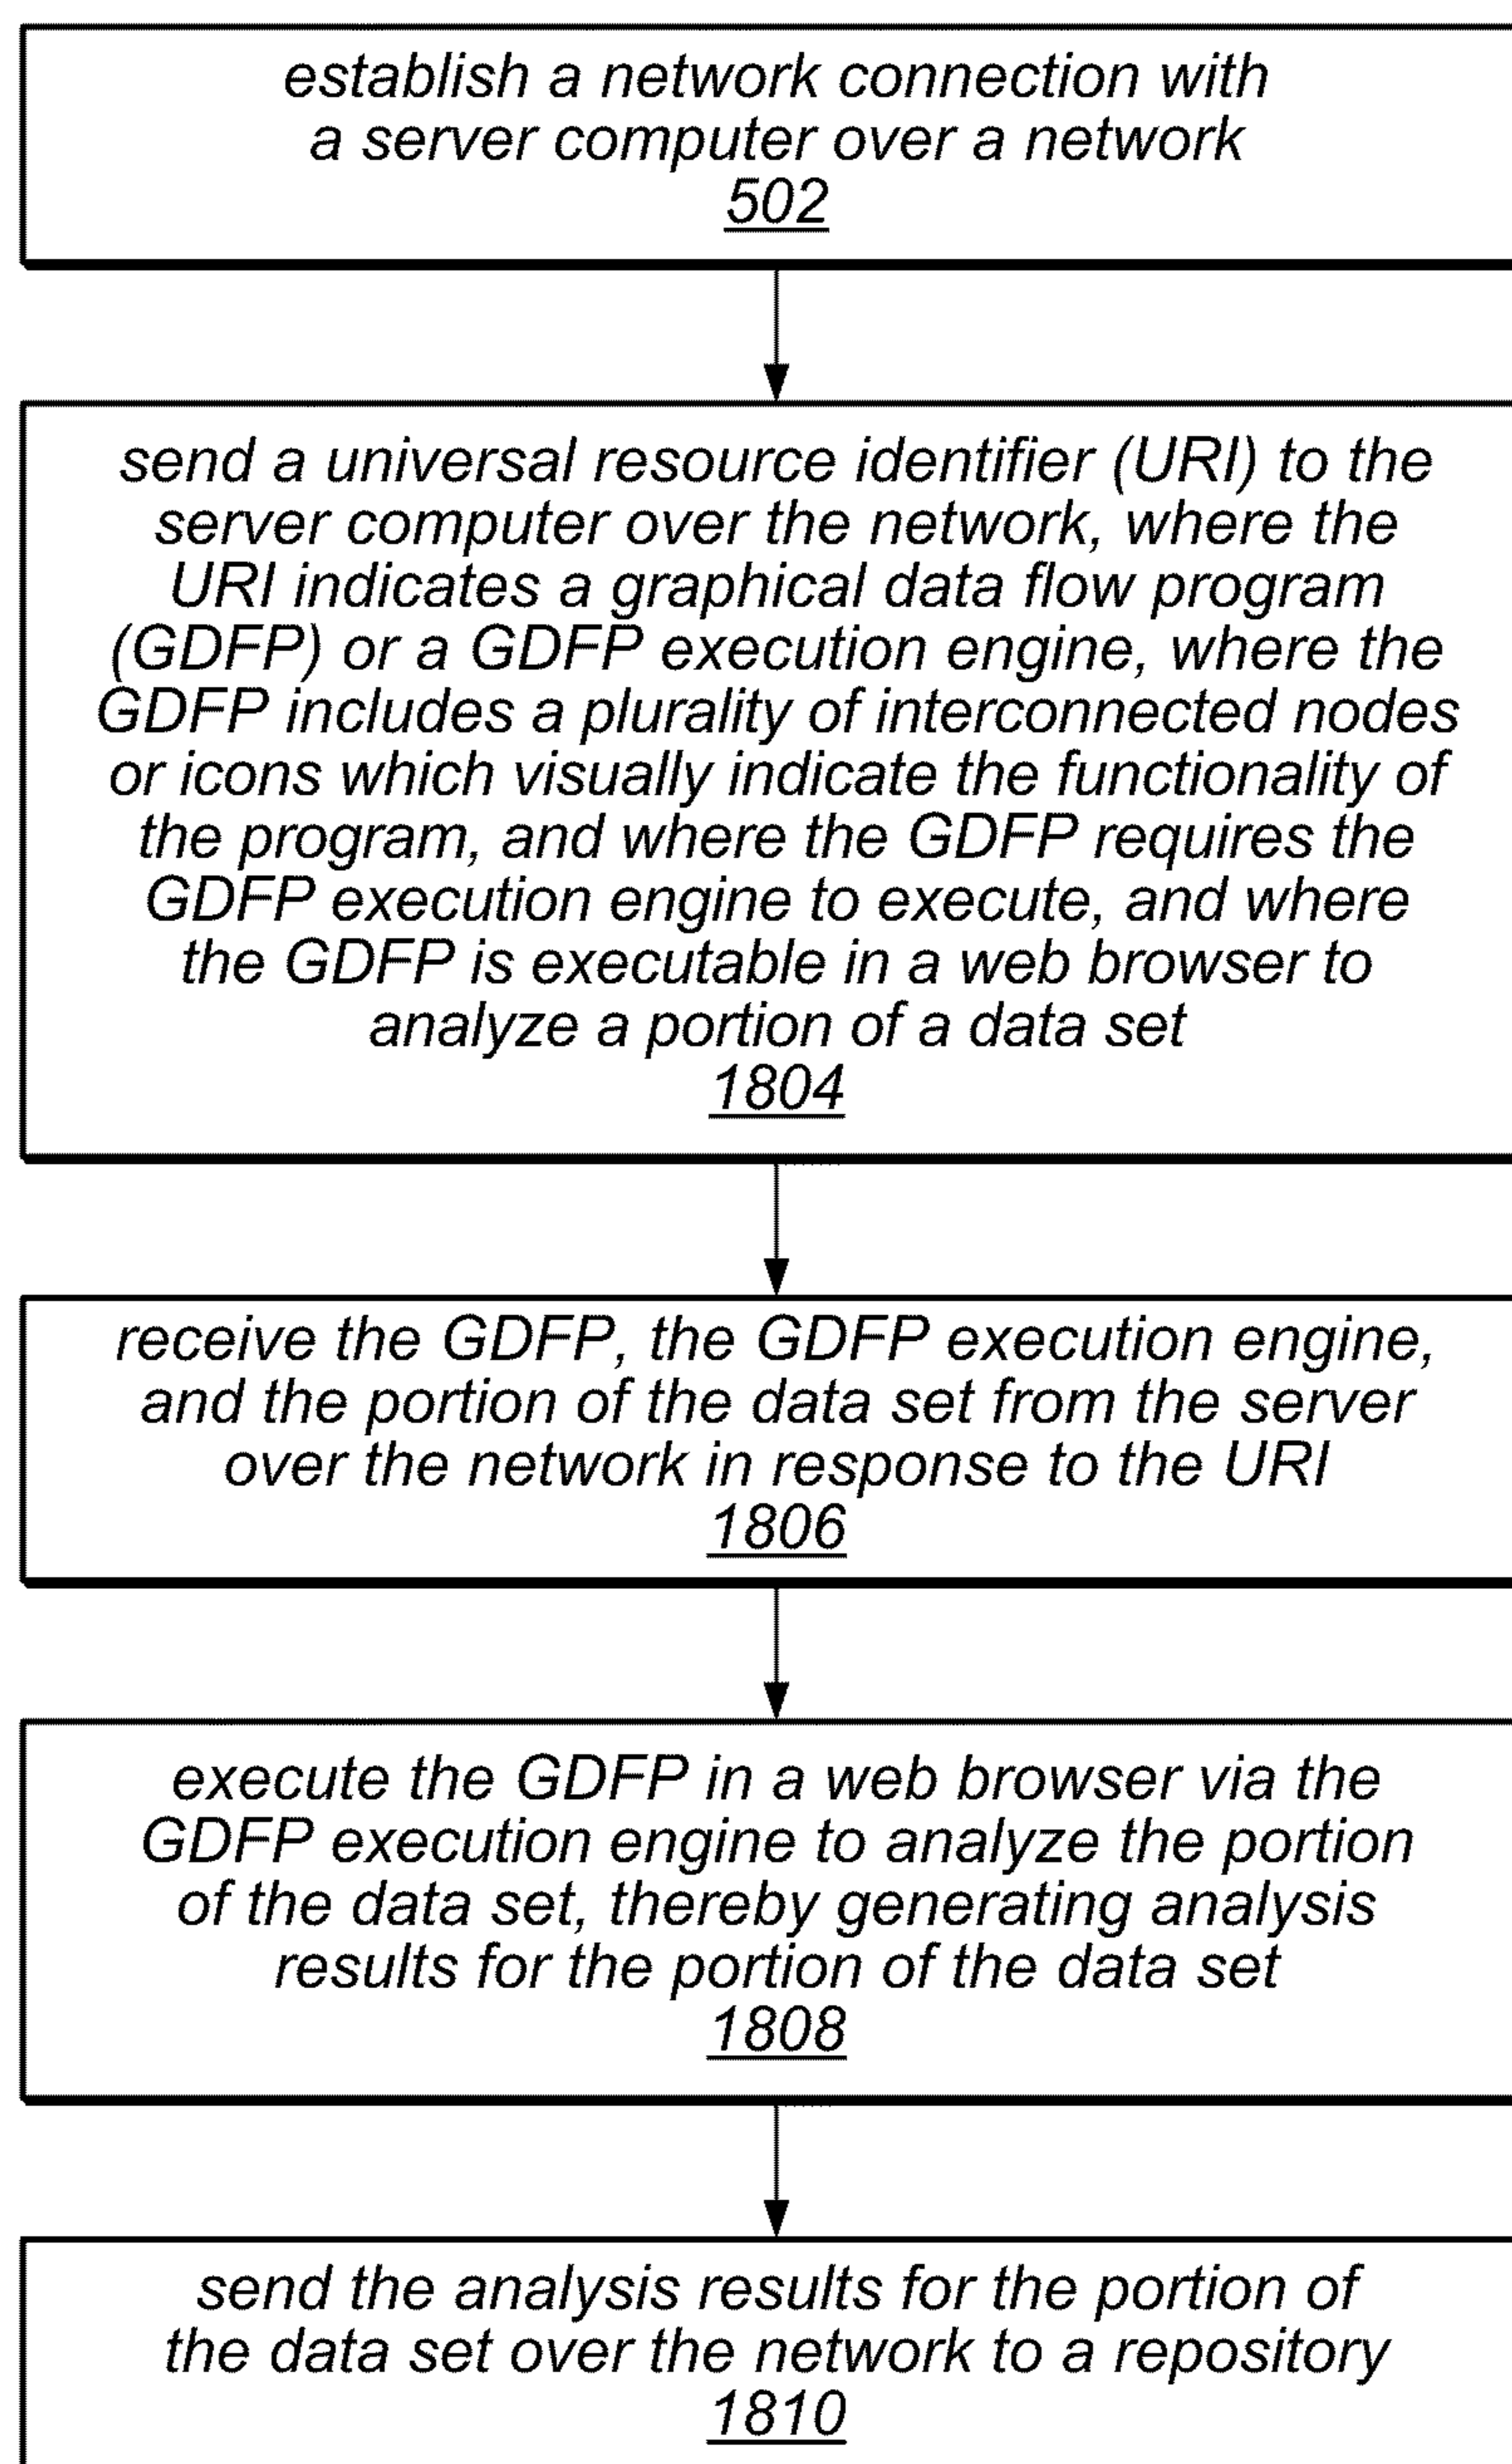 establish a network connection with
a server computer over a network
502
send a universal resource identifier (URI) to the
server computer over the network, where the
URI indicates a graphical data flow program
(GDFP) or a GDFP execution engine, where the
GDFP includes a plurality of interconnected nodes
or icons which visually indicate the functionality of
the program, and where the GDFP requires the
GDFP execution engine to execute, and where
the GDFP is executable in a web browser to
analyze a portion of a data set
1804
receive the GDFP, the GDFP execution engine,
and the portion of the data set from the server
over the network in response to the URI
1806
execute the GDFP in a web browser via the
GDFP execution engine to analyze the portion
of the data set, thereby generating analysis
results for the portion of the data set
1808
send the analysis results for the portion of
the data set over the network to a repository
1810